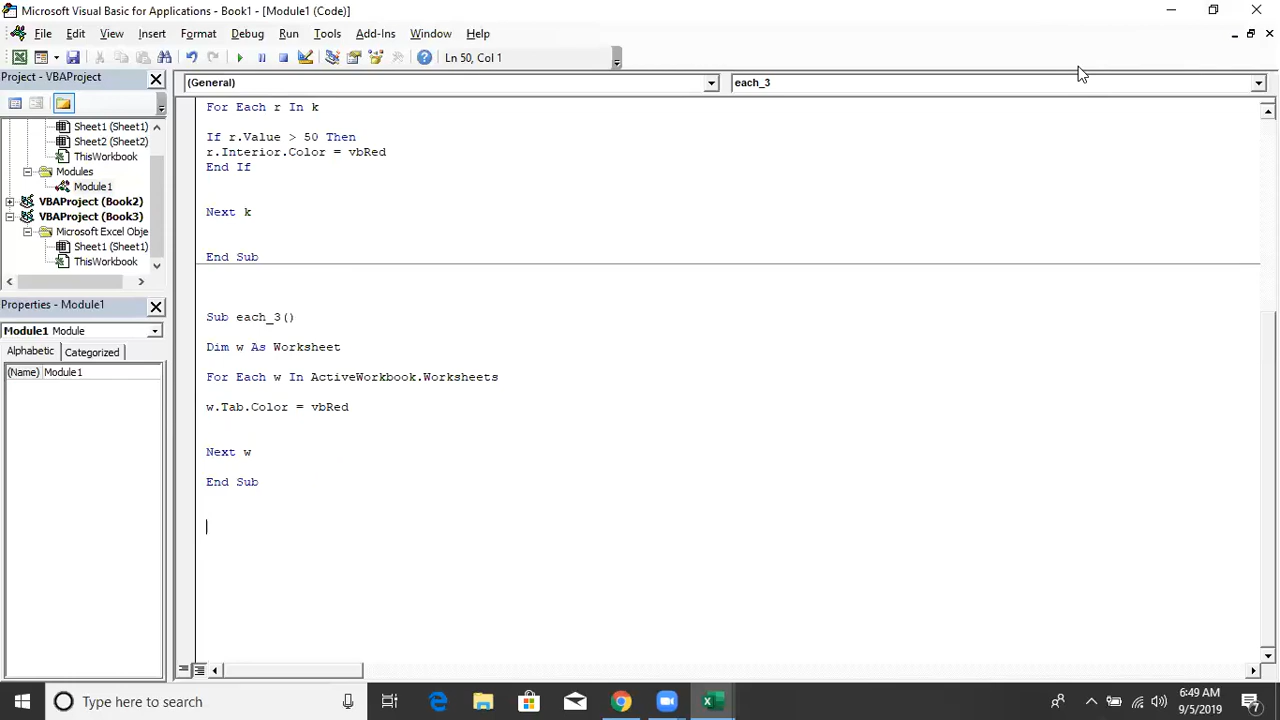 Microsoft Visual Basic for Applications - Book1 - [Module1 (Code)]
File Edit View Insert Format Debug Run Tools Add-Ins Window Help
Ln 50, Col 1
Project - VBAProject
(General)
each_3
Sheet1 (Sheet1)
Sheet2 (Sheet2)
ThisWorkbook
Modules
Module1
VBAProject (Book2)
VBAProject (Book3)
Microsoft Excel Obje
Sheet1 (Sheet1)
ThisWorkbook
Properties - Module1
Module1 Module
Alphabetic Categorized
(Name) Module1
For Each r In k
If r.Value > 50 Then
r.Interior.Color = vbRed
End If
Next k
End Sub
Sub each_3()
Dim w As Worksheet
For Each w In ActiveWorkbook.Worksheets
w.Tab.Color = vbRed
Next w
End Sub
Type here to search
6:49 AM
9/5/2019
7